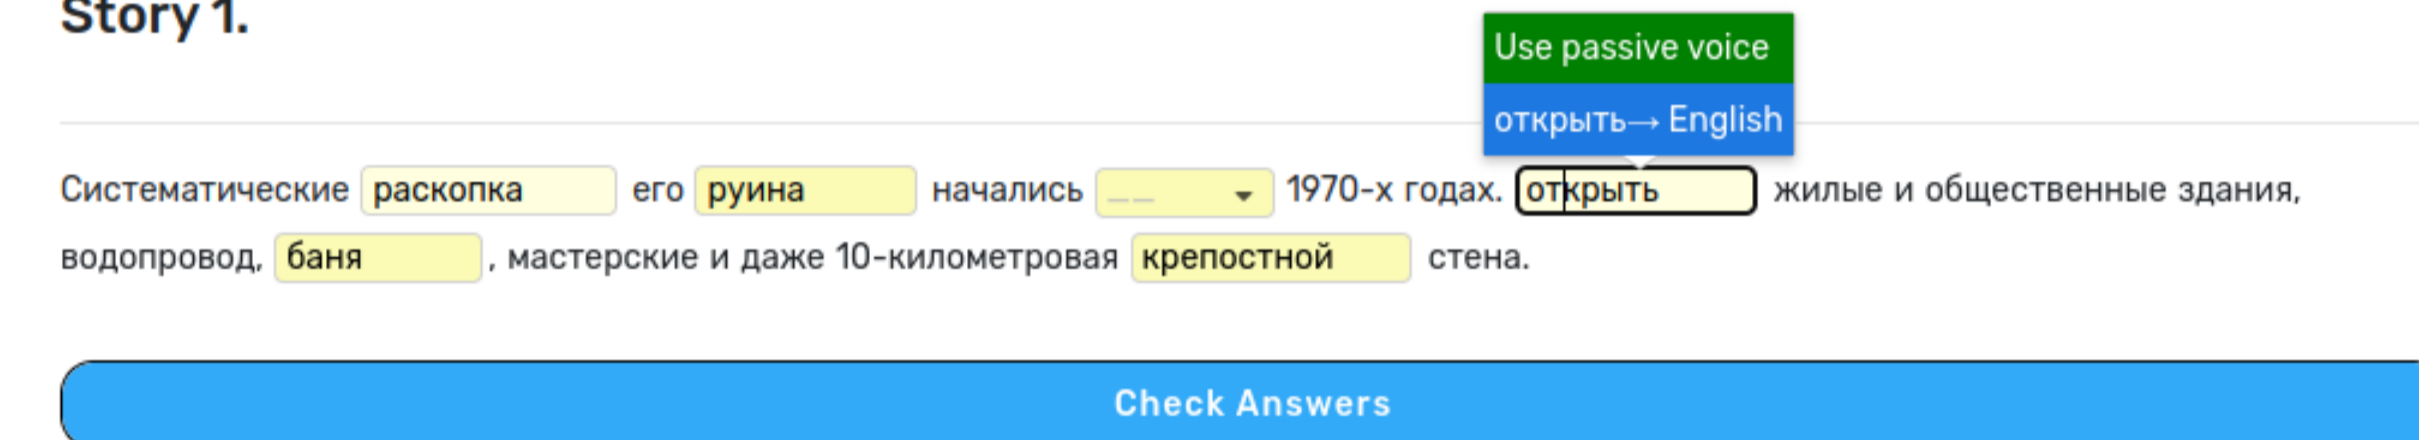 Story 1.
Use passive voice
открыть→ English
Систематические раскопка его руина начались __ 1970-х годах. открыть жилые и общественные здания,
водопровод, баня , мастерские и даже 10-километровая крепостной стена.
Check Answers